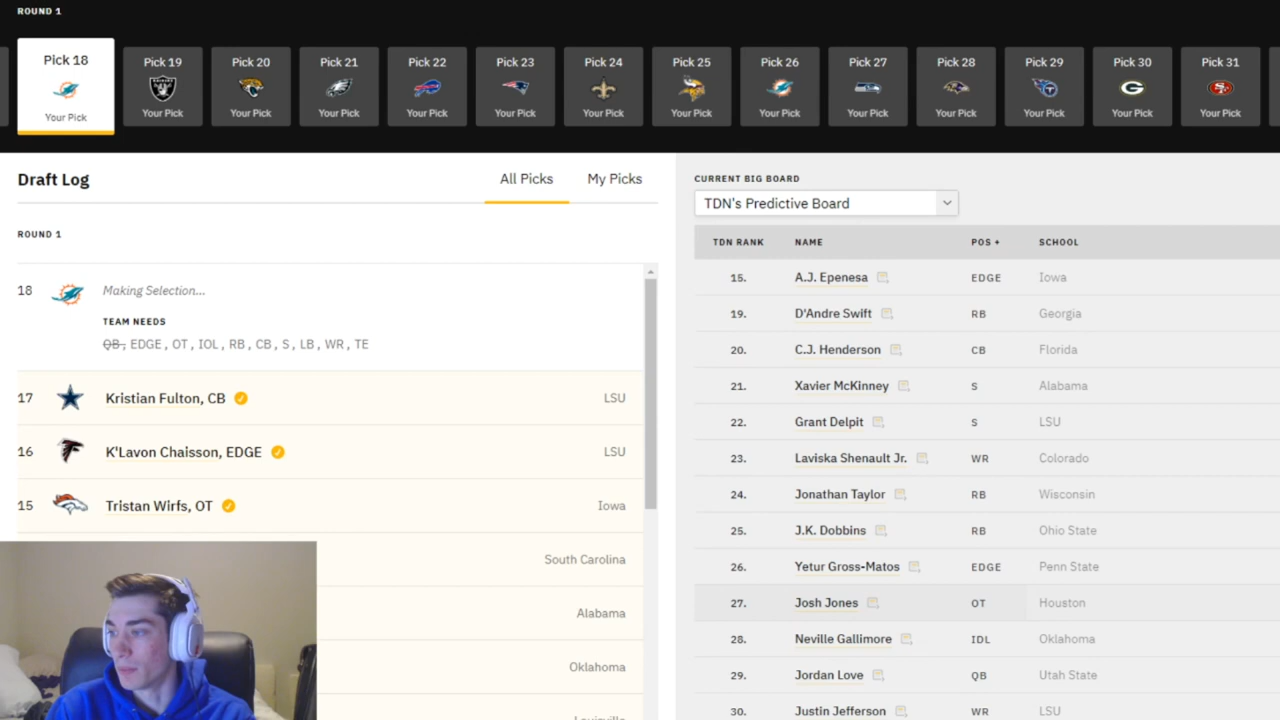 ROUND 1
Pick 18 Pick 19 Pick 20 Pick 21 Pick 22 Pick 23 Pick 24 Pick 25 Pick 26 Pick 27 Pick 28 Pick 29 Pick 30 Pick 31
Your Pick Your Pick Your Pick Your Pick Your Pick Your Pick Your Pick Your Pick Your Pick Your Pick Your Pick Your Pick Your Pick Your Pick
Draft Log All Picks My Picks
ROUND 1
18 Making Selection...
TEAM NEEDS
QB, EDGE, OT, IOL, RB, CB, S, LB, WR, TE
17 Kristian Fulton, CB LSU
16 K'Lavon Chaisson, EDGE LSU
15 Tristan Wirfs, OT Iowa
South Carolina
Alabama
Oklahoma
CURRENT BIG BOARD
TDN's Predictive Board
TDN RANK NAME POS + SCHOOL
15. A.J. Epenesa EDGE Iowa
19. D'Andre Swift RB Georgia
20. C.J. Henderson CB Florida
21. Xavier McKinney S Alabama
22. Grant Delpit S LSU
23. Laviska Shenault Jr. WR Colorado
24. Jonathan Taylor RB Wisconsin
25. J.K. Dobbins RB Ohio State
26. Yetur Gross-Matos EDGE Penn State
27. Josh Jones OT Houston
28. Neville Gallimore IDL Oklahoma
29. Jordan Love QB Utah State
30. Justin Jefferson WR LSU